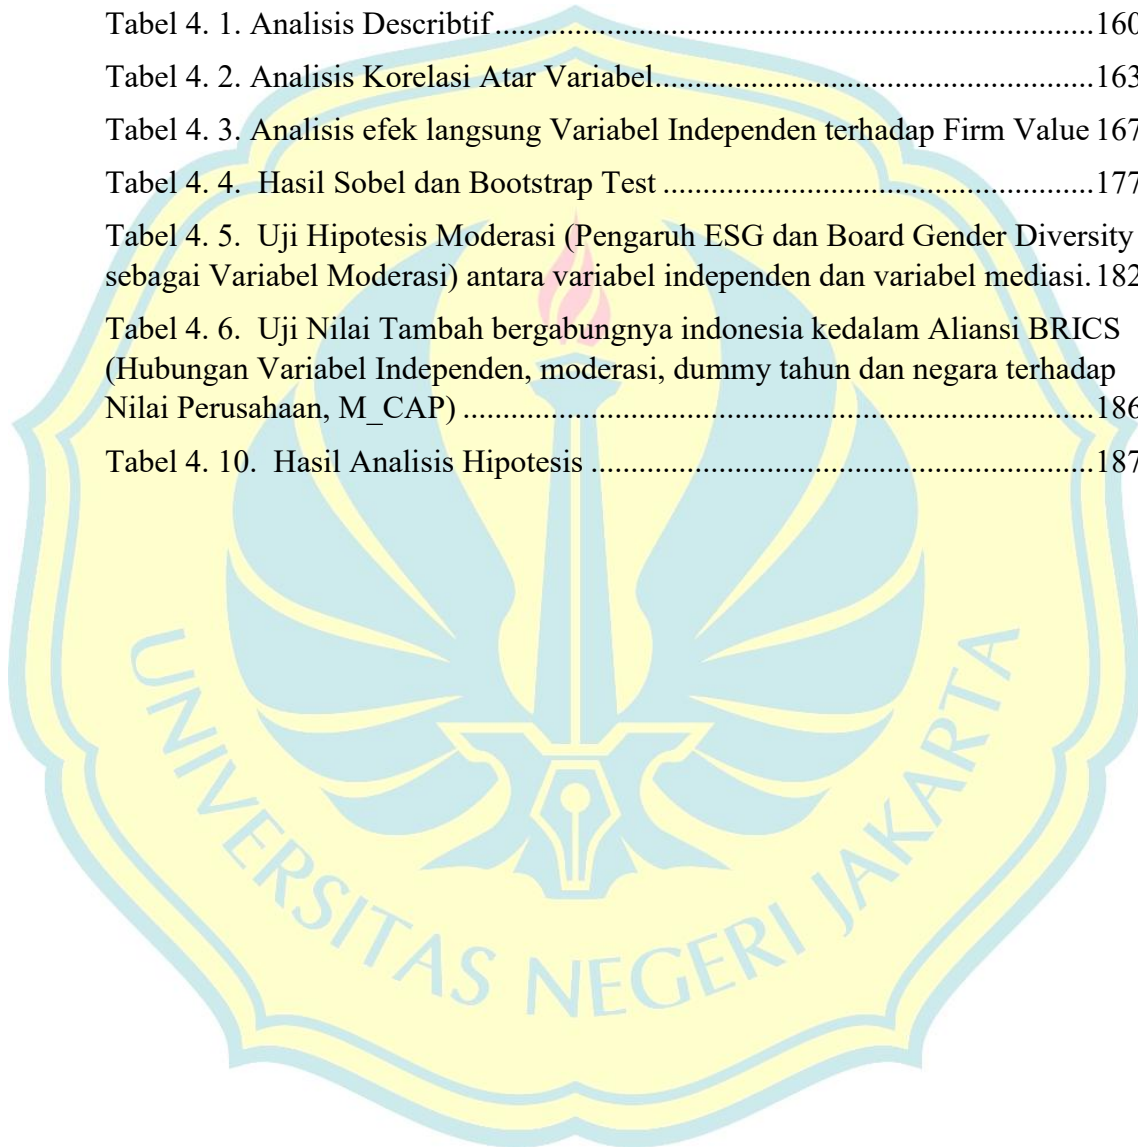 Tabel 4. 1. Analisis Describtif...............................................................................160
Tabel 4. 2. Analisis Korelasi Atar Variabel...........................................................163
Tabel 4. 3. Analisis efek langsung Variabel Independen terhadap Firm Value 167
Tabel 4. 4.  Hasil Sobel dan Bootstrap Test..........................................................177
Tabel 4. 5.  Uji Hipotesis Moderasi (Pengaruh ESG dan Board Gender Diversity
sebagai Variabel Moderasi) antara variabel independen dan variabel mediasi.182
Tabel 4. 6.  Uji Nilai Tambah bergabungnya indonesia kedalam Aliansi BRICS
(Hubungan Variabel Independen, moderasi, dummy tahun dan negara terhadap
Nilai Perusahaan, M_CAP)...................................................................................186
Tabel 4. 10.  Hasil Analisis Hipotesis...................................................................187
UNIVERSITAS NEGERI JAKARTA